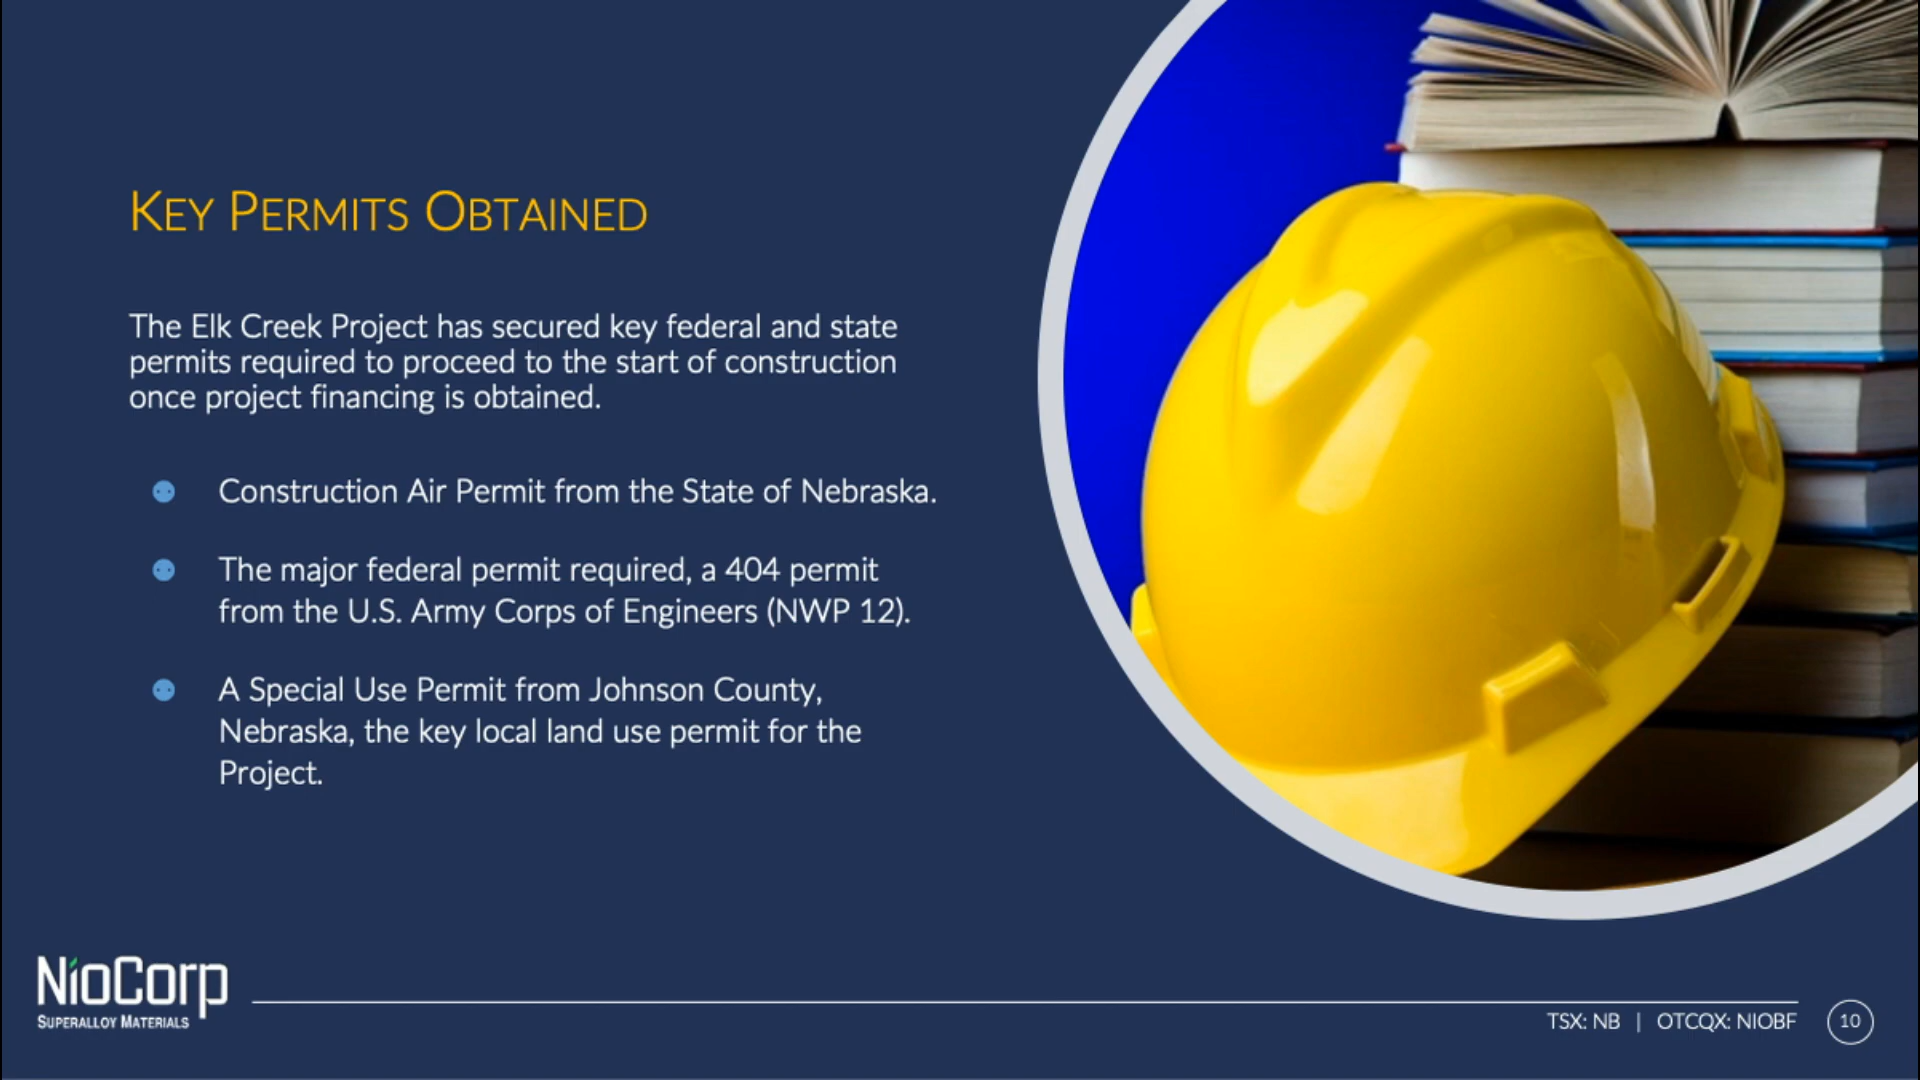 KEY PERMITS OBTAINED
The Elk Creek Project has secured key federal and state
permits required to proceed to the start of construction
once project financing is obtained.
Construction Air Permit from the State of Nebraska.
The major federal permit required, a 404 permit
from the U.S. Army Corps of Engineers (NWP 12).
A Special Use Permit from Johnson County,
Nebraska, the key local land use permit for the
Project.
NioCorp
SUPERALLOY MATERIALS
TSX: NB | OTCQX: NIOBF 10